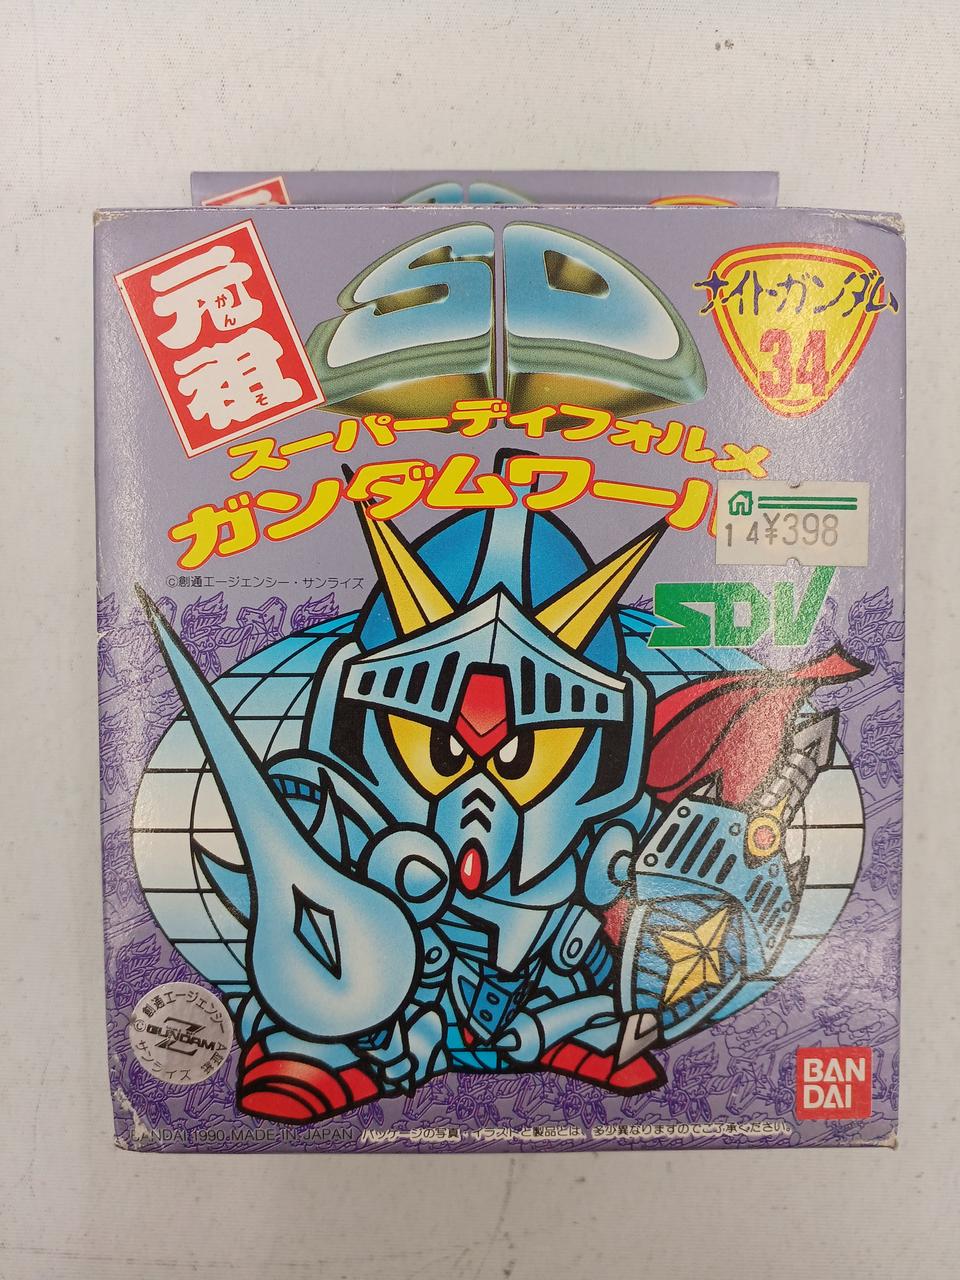 元祖
がん
そ
SD
ナイトガンダム
34
スーパーディフォルメ
ガンダムワール
14¥398
©創通エージェンシー・サンライズ
SDV
創通エージェンシー
©GUNDAM
Z
サンライズ
BAN
DAI
BANDAI 1990 MADE IN JAPAN パッケージの写真・イラストと製品とは、多少異なりますのでご了承ください。